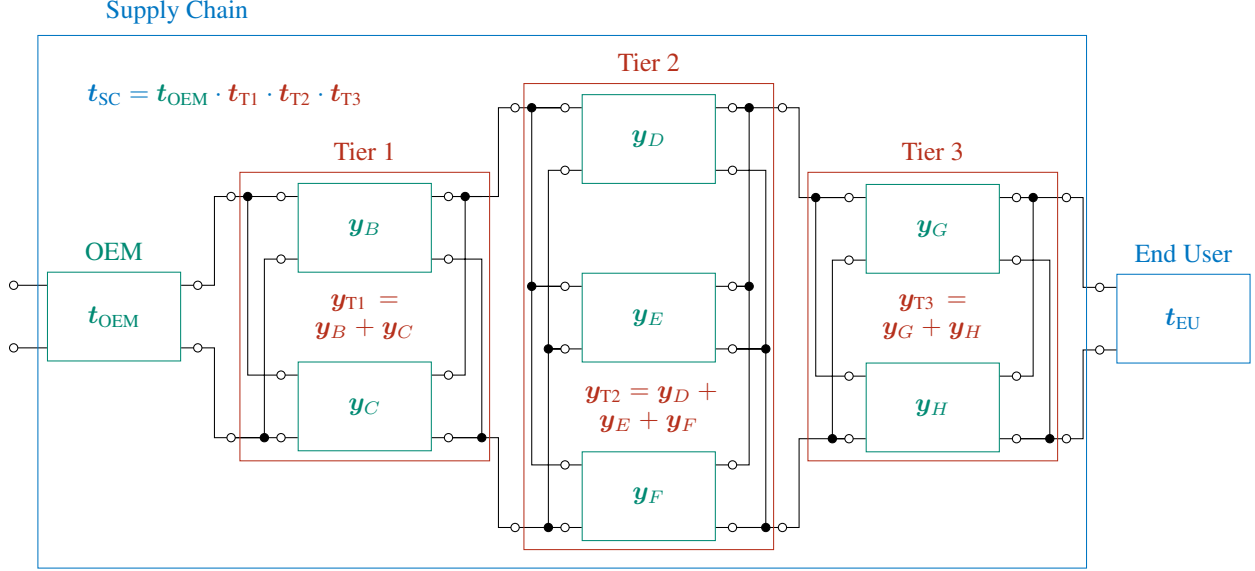 Supply Chain
t_SC = t_OEM · t_T1 · t_T2 · t_T3
OEM
t_OEM
Tier 1
y_B
y_T1 =
y_B + y_C
y_C
Tier 2
y_D
y_E
y_T2 = y_D +
y_E + y_F
y_F
Tier 3
y_G
y_T3 =
y_G + y_H
y_H
End User
t_EU